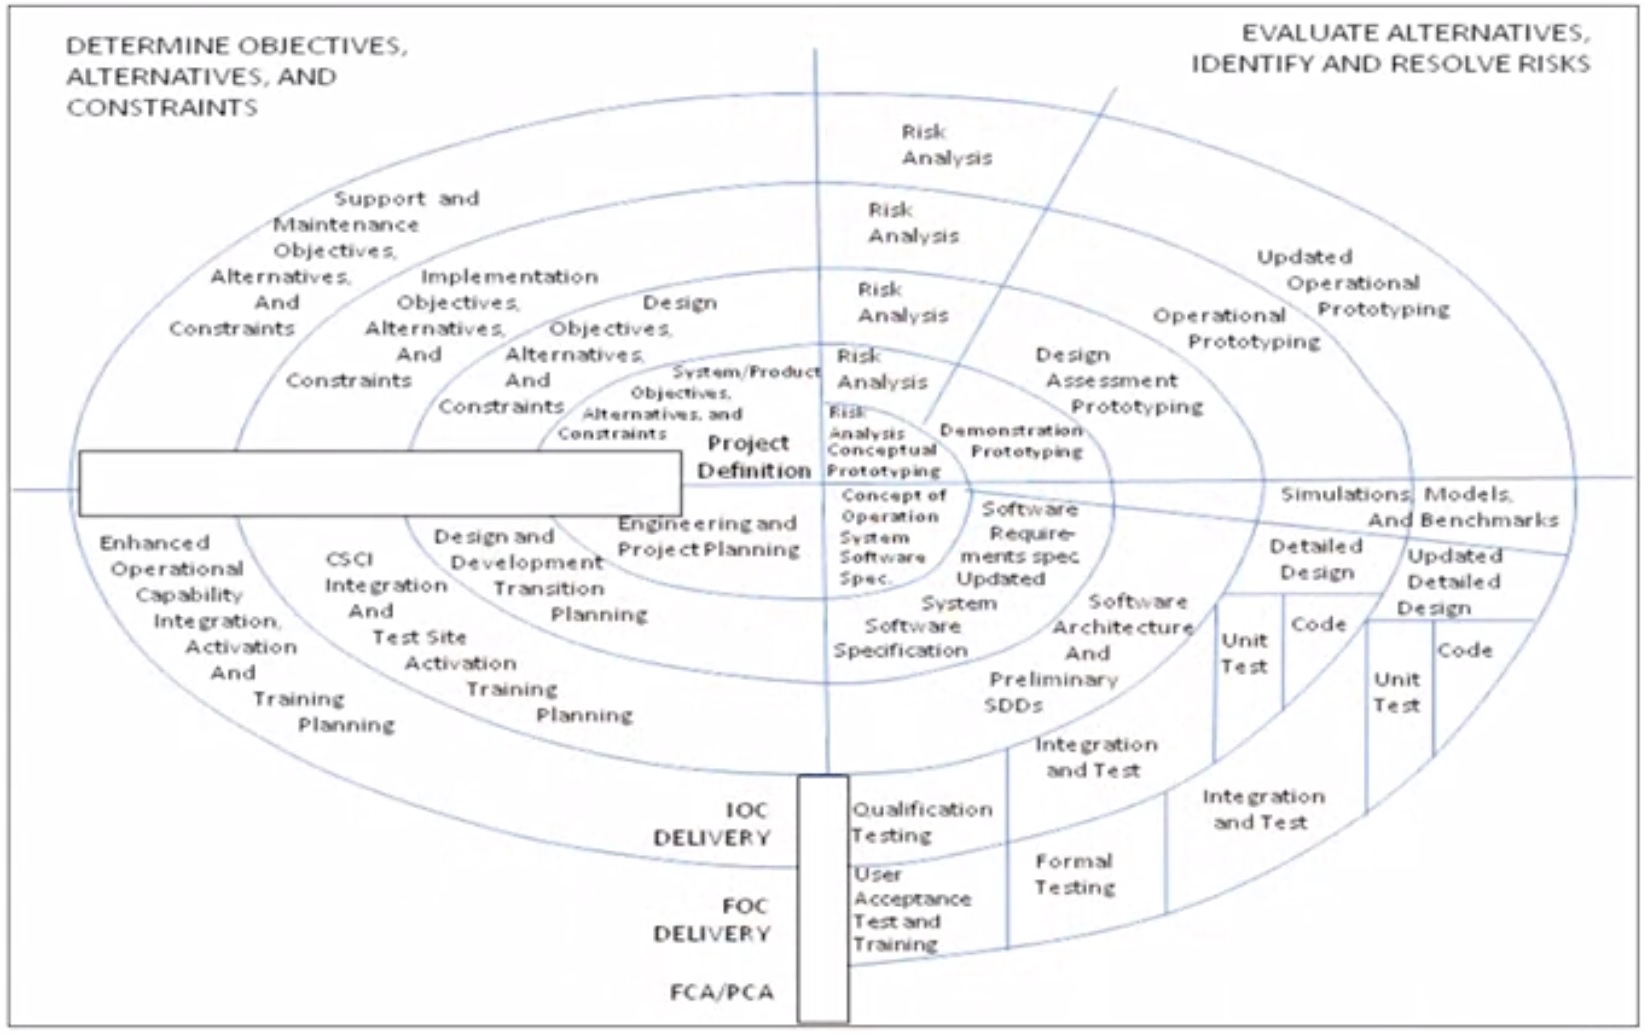 DETERMINE OBJECTIVES,
ALTERNATIVES, AND
CONSTRAINTS
EVALUATE ALTERNATIVES,
IDENTIFY AND RESOLVE RISKS
Support and
Maintenance
Objectives,
Alternatives,
And
Constraints
Implementation
Objectives,
Alternatives,
And
Constraints
Design
Objectives,
Alternatives,
And
Constraints
System/Product
Objectives,
Alternatives, and
Constraints
Project
Definition
Risk
Analysis
Risk
Analysis
Risk
Analysis
Risk
Analysis
Risk
Analysis
Conceptual
Prototyping
Demonstration
Prototyping
Design
Assessment
Prototyping
Operational
Prototyping
Updated
Operational
Prototyping
Simulations, Models,
And Benchmarks
Concept of
Operation
System
Software
Spec.
Software
Require-
ments spec
Updated
System
Software
Specification
Software
Architecture
And
Preliminary
SDDs
Detailed
Design
Updated
Detailed
Design
Unit
Test
Code
Unit
Test
Code
Integration
and Test
Integration
and Test
Qualification
Testing
Formal
Testing
User
Acceptance
Test and
Training
Engineering and
Project Planning
Design and
Development
Transition
Planning
CSCI
Integration
And
Test Site
Activation
Training
Planning
Enhanced
Operational
Capability
Integration,
Activation
And
Training
Planning
IOC
DELIVERY
FOC
DELIVERY
FCA/PCA